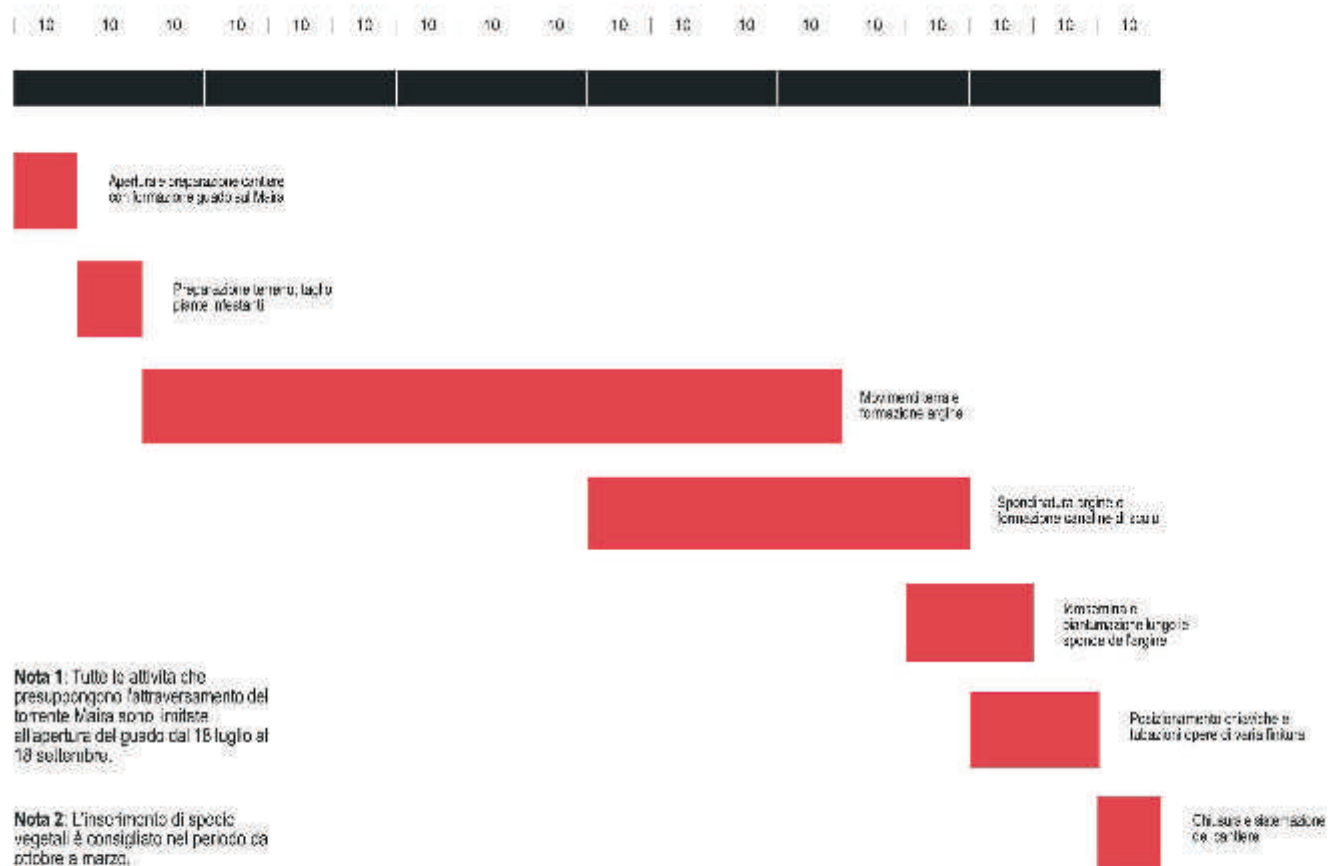 | 10 10 10 10 | 10 | 10 | 10 10 10 10 | 10 10 10 10 | 10 | 10 | 10 | 10
Apertura e preparazione cantiere
con formazione guado sul Maira
Preparazione terreno, taglio
piante infestanti
Movimenti terra e
formazione argine
Spondinatura argine e
formazione canaline di scolo
Idrosemina e
piantumazione lungo le
sponde dell'argine
Nota 1: Tutte le attività che
presuppongono l'attraversamento del
torrente Maira sono limitate
all'apertura del guado dal 18 luglio al
18 settembre.
Posizionamento chiaviche e
tubazioni opere di varia finitura
Nota 2: L'inserimento di specie
vegetali è consigliato nel periodo da
ottobre a marzo.
Chiusura e sistemazione
del cantiere